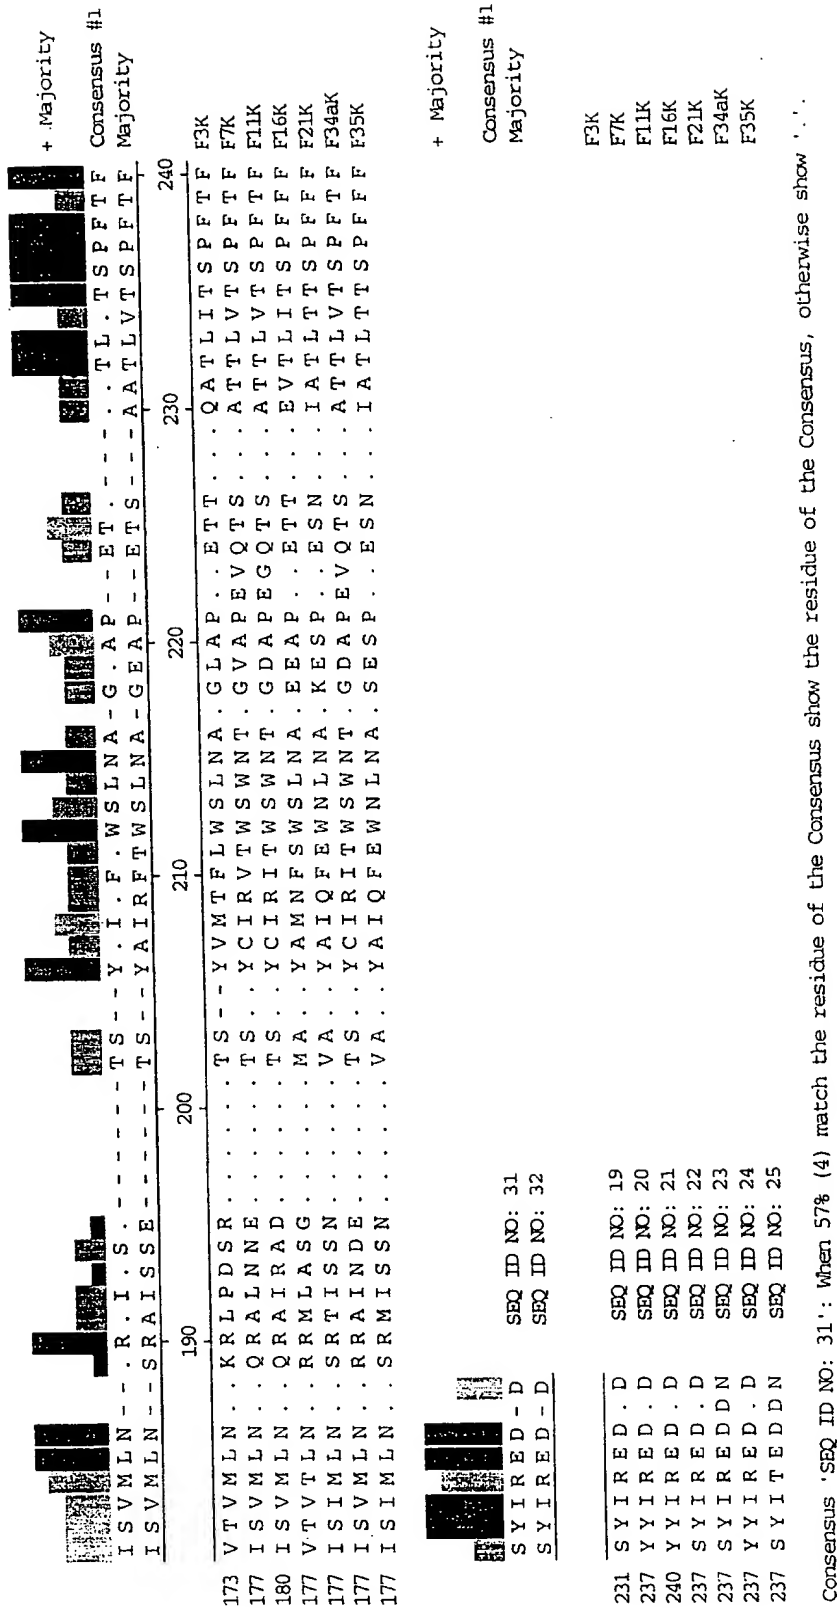 + .Majority
I S V M L N - - . R . I . S . - - - - - - T S - - Y . I . F . W S L N A - G . A P - - E T . - - - . . T L . T S P F T F Consensus #1
I S V M L N - - S R A I S S E - - - - - - T S - - Y A I R F T W S L N A - G E A P - - E T S - - - A A T L V T S P F T F Majority
190 200 210 220 230 240
173 V T V M L N . . K R L P D S R . . . . . . T S - - Y V M T F L W S L N A . G L A P . . E T T . . . Q A T L I T S P F T F F3K
177 I S V M L N . . Q R A L N N E . . . . . . T S . . Y C I R V T W S W N T . G V A P E V Q T S . . . A T T L V T S P F T F F7K
180 I S V M L N . . Q R A I R A D . . . . . . T S . . Y C I R I T W S W N T . G D A P E G Q T S . . . A T T L V T S P F T F F11K
177 V T V T L N . . R R M L A S G . . . . . . M A . . Y A M N F S W S L N A . E E A P . . E T T . . . E V T L I T S P F F F F16K
177 I S I M L N . . S R T I S S N . . . . . . V A . . Y A I Q F E W N L N A . K E S P . . E S N . . . I A T L T T S P F F F F21K
177 I S V M L N . . R R A I N D E . . . . . . T S . . Y C I R I T W S W N T . G D A P E V Q T S . . . A T T L V T S P F T F F34aK
177 I S I M L N . . S R M I S S N . . . . . . V A . . Y A I Q F E W N L N A . S E S P . . E S N . . . I A T L T T S P F F F F35K
+ Majority
S Y I R E D - D SEQ ID NO: 31 Consensus #1
S Y I R E D - D SEQ ID NO: 32 Majority
231 S Y I R E D . D SEQ ID NO: 19 F3K
237 Y Y I R E D . D SEQ ID NO: 20 F7K
240 Y Y I R E D . D SEQ ID NO: 21 F11K
237 S Y I R E D . D SEQ ID NO: 22 F16K
237 S Y I R E D D N SEQ ID NO: 23 F21K
237 Y Y I R E D . D SEQ ID NO: 24 F34aK
237 S Y I T E D D N SEQ ID NO: 25 F35K
Consensus 'SEQ ID NO: 31': When 57% (4) match the residue of the Consensus show the residue of the Consensus, otherwise show '.'.